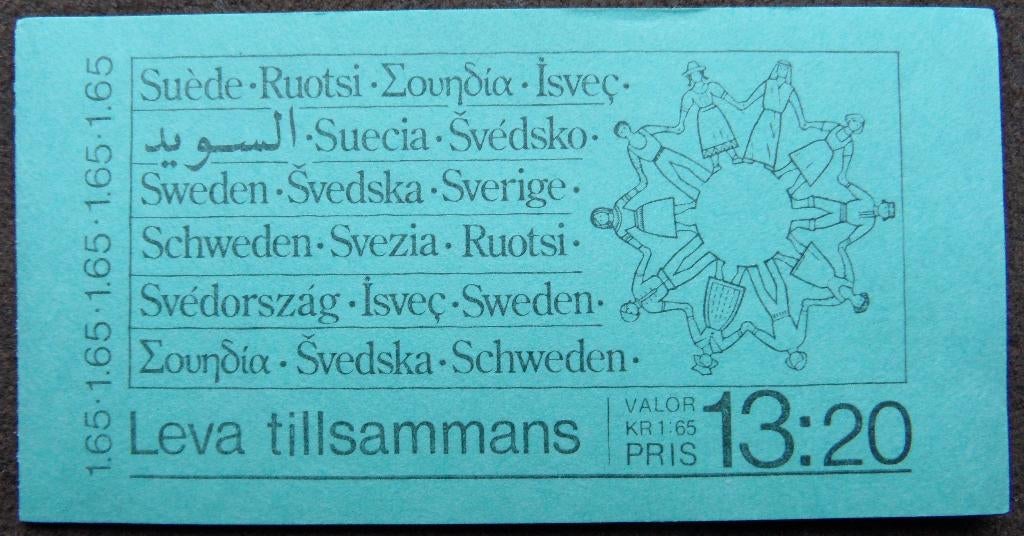 1.65 · 1.65 · 1.65 · 1.65 · 1.65
Suède · Ruotsi · Σουηδία · İsveç ·
السويد · Suecia · Švédsko ·
Sweden · Švedska · Sverige ·
Schweden · Svezia · Ruotsi ·
Svédország · İsveç · Sweden ·
Σουηδία · Švedska · Schweden ·
Leva tillsammans
VALOR
KR 1:65
PRIS
13:20